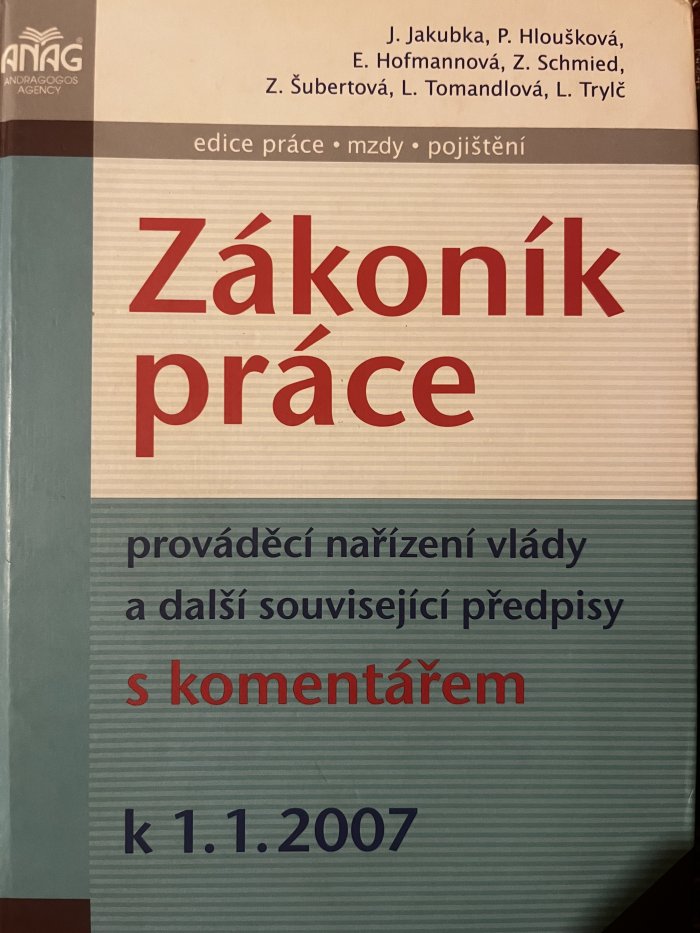 ANAG
ANDRAGOGOS
AGENCY
J. Jakubka, P. Hloušková,
E. Hofmannová, Z. Schmied,
Z. Šubertová, L. Tomandlová, L. Trylč
edice práce • mzdy • pojištění
Zákoník
práce
prováděcí nařízení vlády
a další související předpisy
s komentářem
k 1.1.2007